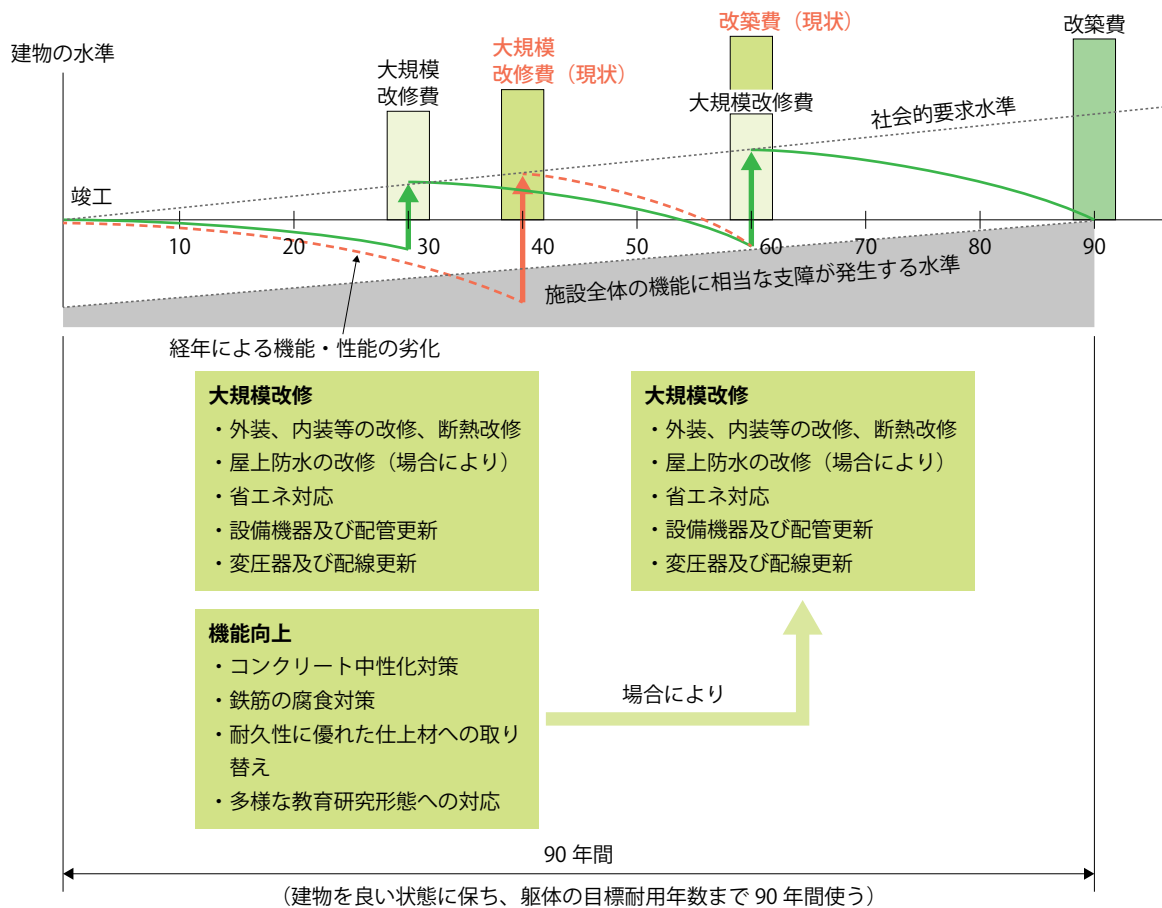 建物の水準
大規模
改修費
大規模
改修費（現状）
改築費（現状）
大規模改修費
改築費
社会的要求水準
竣工
10
20
30
40
50
60
70
80
90
施設全体の機能に相当な支障が発生する水準
経年による機能・性能の劣化
大規模改修
・外装、内装等の改修、断熱改修
・屋上防水の改修（場合により）
・省エネ対応
・設備機器及び配管更新
・変圧器及び配線更新
大規模改修
・外装、内装等の改修、断熱改修
・屋上防水の改修（場合により）
・省エネ対応
・設備機器及び配管更新
・変圧器及び配線更新
機能向上
・コンクリート中性化対策
・鉄筋の腐食対策
・耐久性に優れた仕上材への取り
替え
・多様な教育研究形態への対応
場合により
90 年間
（建物を良い状態に保ち、躯体の目標耐用年数まで 90 年間使う）